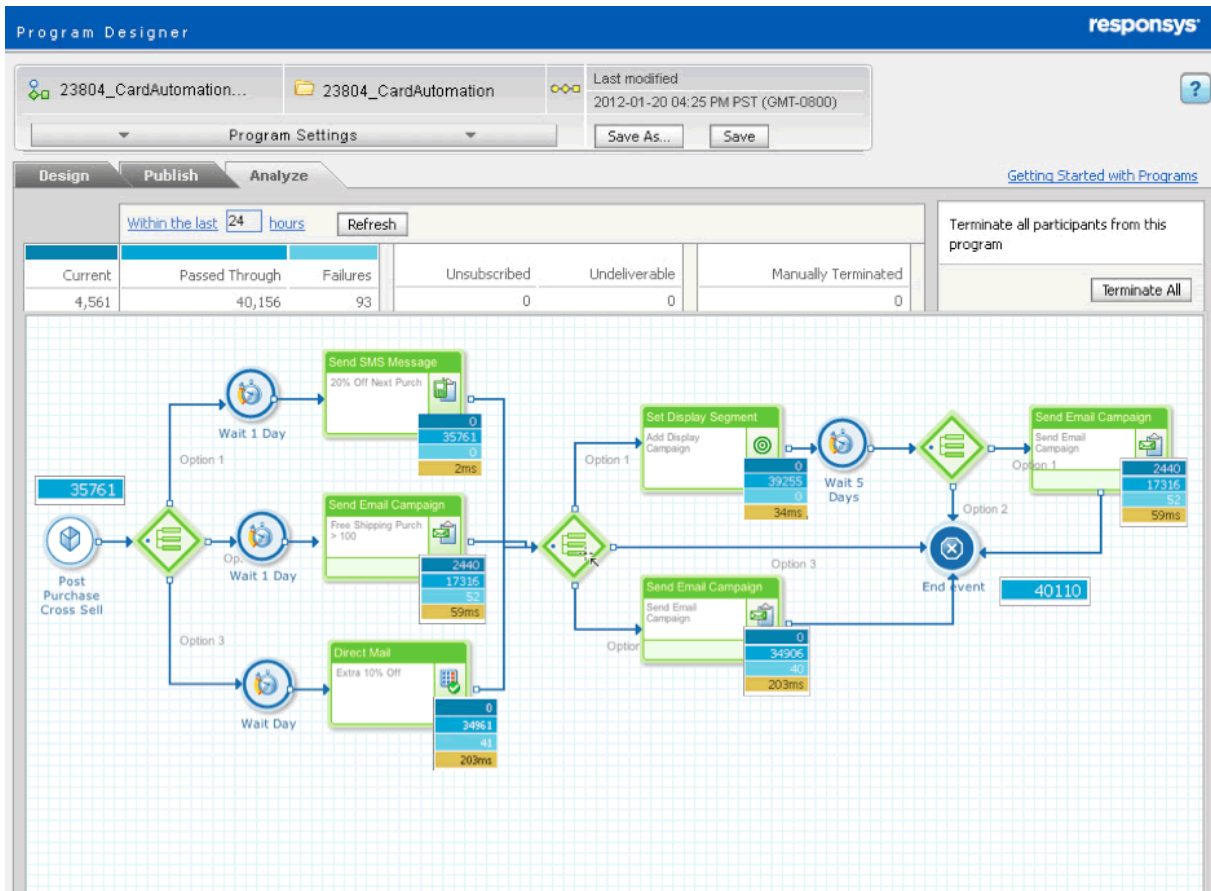 Program Designer
responsys
23804_CardAutomation...
23804_CardAutomation
Last modified
2012-01-20 04:25 PM PST (GMT-0800)
?
Program Settings
Save As...
Save
Design
Publish
Analyze
Getting Started with Programs
Within the last 24 hours
Refresh
Terminate all participants from this
program
Terminate All
Current
Passed Through
Failures
Unsubscribed
Undeliverable
Manually Terminated
4,561
40,156
93
0
0
0
Send SMS Message
20% Off Next Purch
0
35761
0
2ms
Wait 1 Day
Option 1
35761
Post
Purchase
Cross Sell
Send Email Campaign
Free Shipping Purch
> 100
2440
17316
52
59ms
Op.
Wait 1 Day
Option 3
Wait Day
Direct Mail
Extra 10% Off
0
34961
41
203ms
Set Display Segment
Add Display
Campaign
0
39255
0
34ms
Option 1
Wait 5
Days
Send Email Campaign
Send Email
Campaign
Option 1
2440
17316
52
59ms
Option 2
Option 3
End event
40110
Send Email Campaign
Send Email
Campaign
Option
0
34906
40
203ms